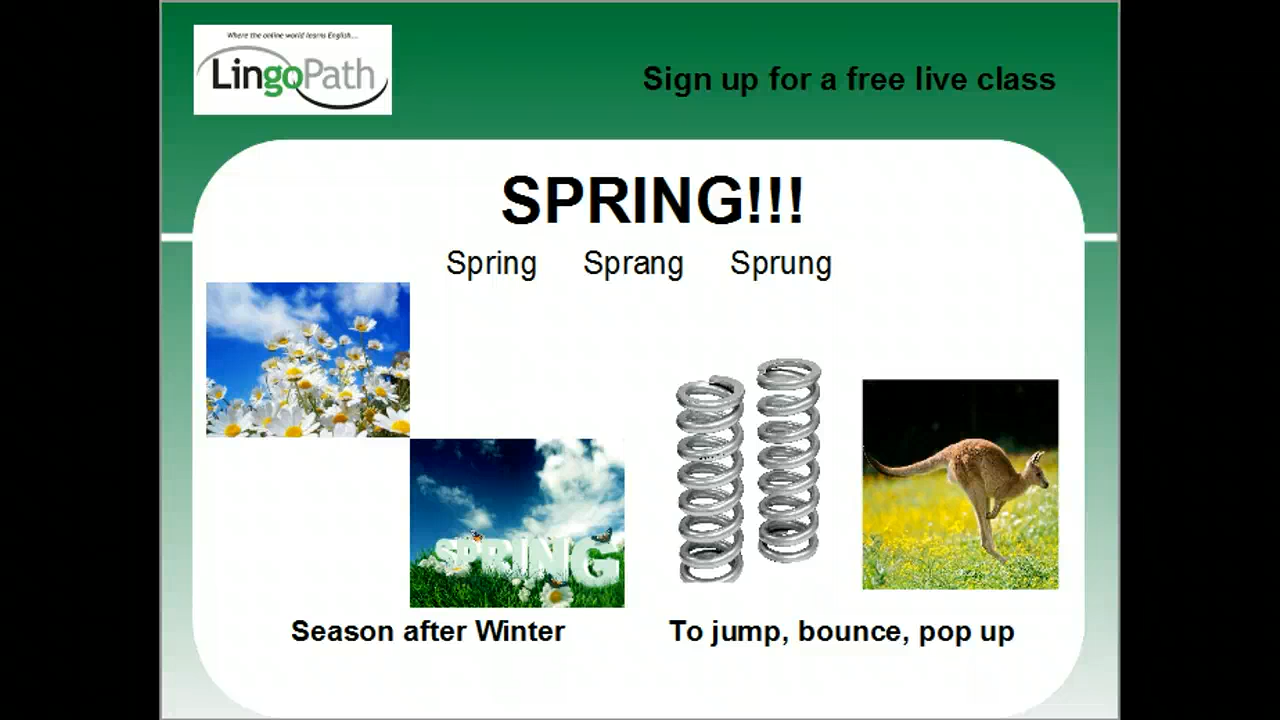 Where the online world learns English....
LingoPath
Sign up for a free live class
SPRING!!!
Spring Sprang Sprung
SPRING
Season after Winter
To jump, bounce, pop up